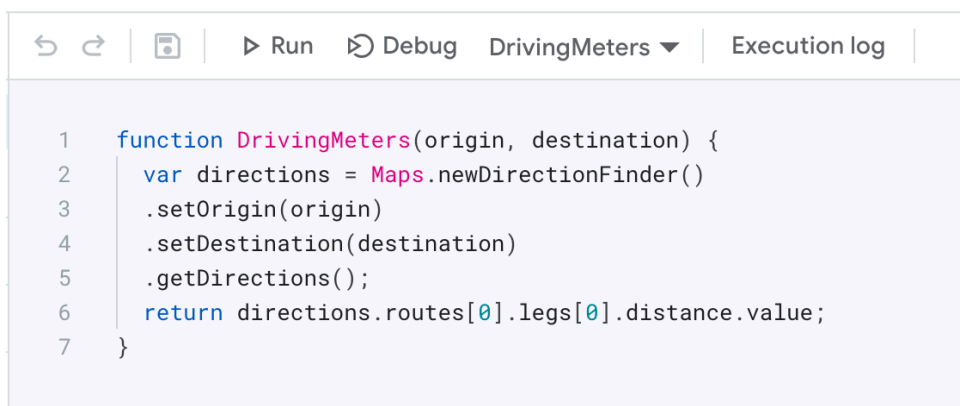 Run Debug DrivingMeters Execution log
1 function DrivingMeters(origin, destination) {
2 var directions = Maps.newDirectionFinder()
3 .setOrigin(origin)
4 .setDestination(destination)
5 .getDirections();
6 return directions.routes[0].legs[0].distance.value;
7 }